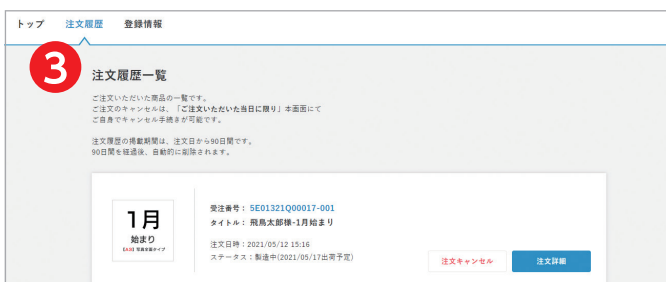 トップ 注文履歴 登録情報
3
注文履歴一覧
ご注文いただいた商品の一覧です。
ご注文のキャンセルは、「ご注文いただいた当日に限り」本画面にて
ご自身でキャンセル手続きが可能です。
注文履歴の掲載期間は、注文日から90日間です。
90日間を経過後、自動的に削除されます。
1月
始まり
受注番号：5E01321Q00017-001
タイトル：飛鳥太郎様-1月始まり
注文日時：2021/05/12 15:16
ステータス：製造中(2021/05/17出荷予定)
注文キャンセル 注文詳細